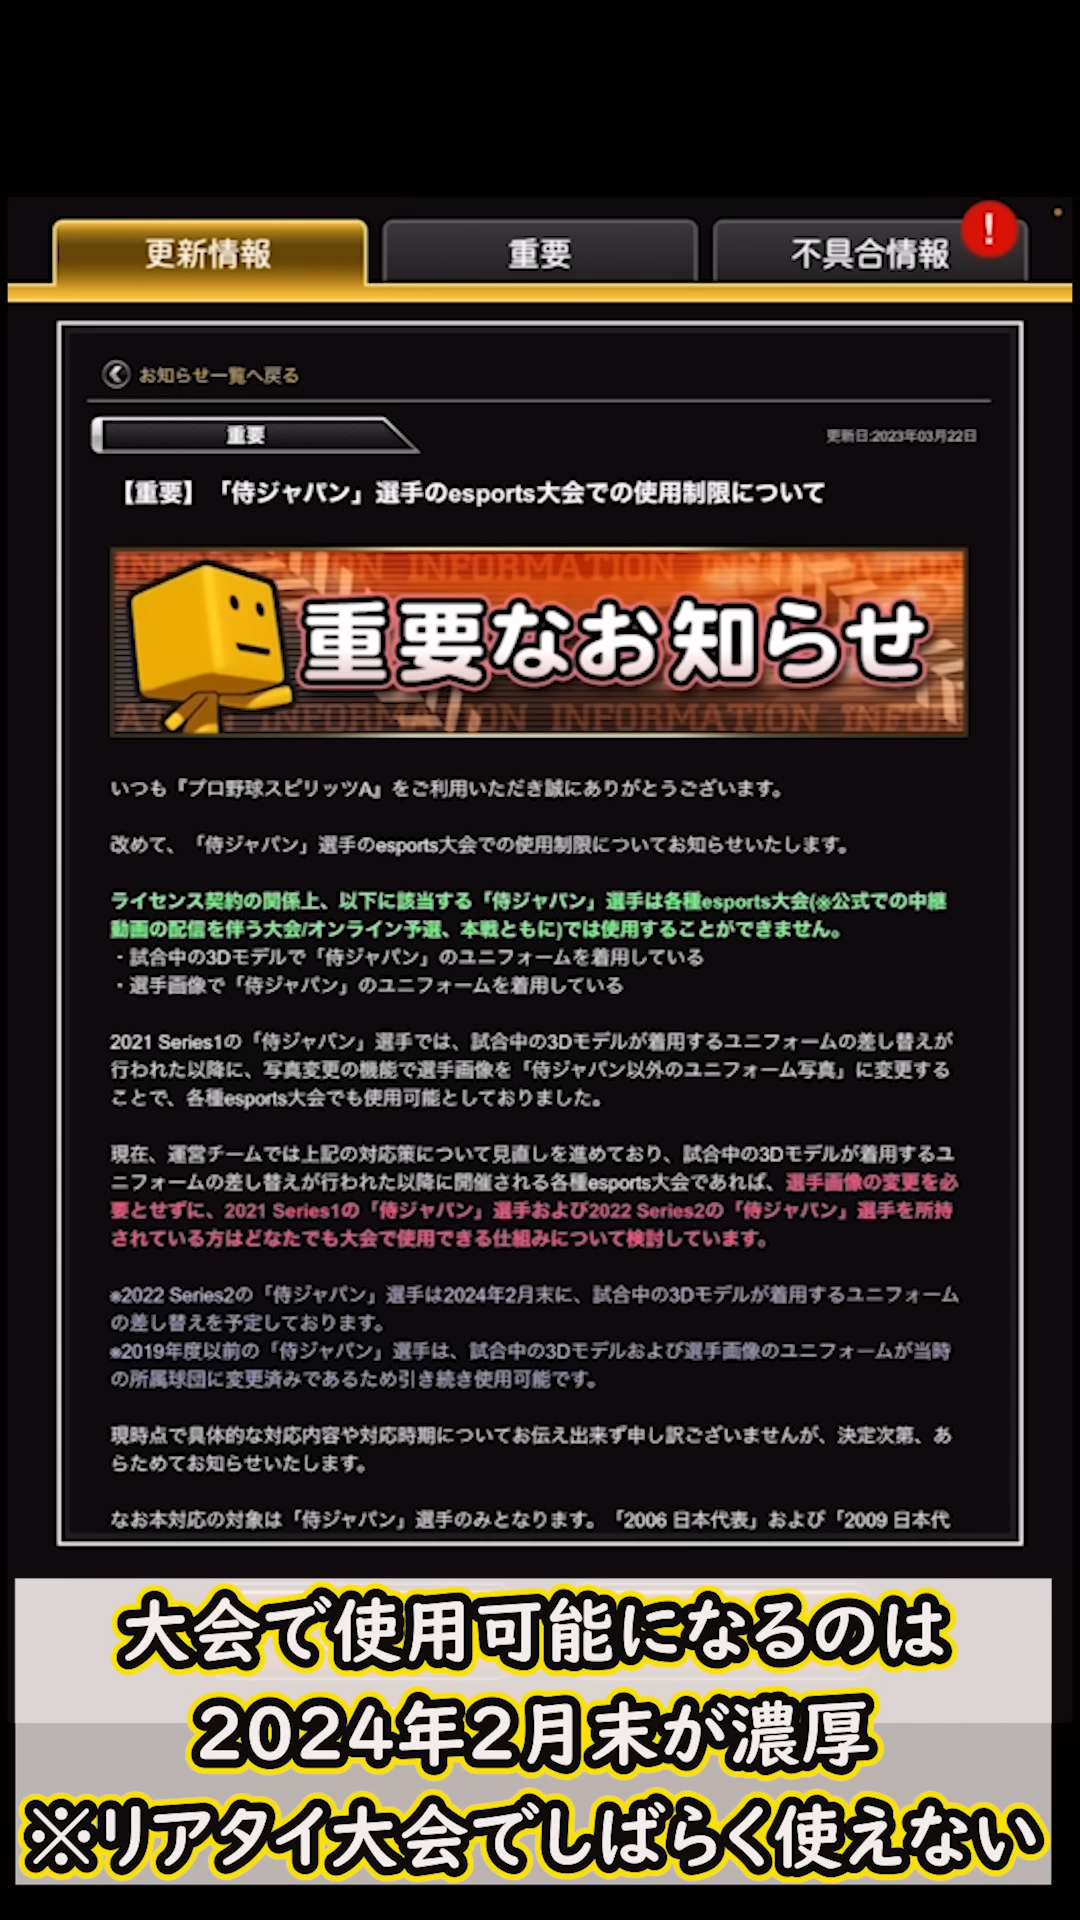 更新情報
重要
不具合情報
!
お知らせ一覧へ戻る
重要
更新日:2023年03月22日
【重要】「侍ジャパン」選手のesports大会での使用制限について
重要なお知らせ
いつも『プロ野球スピリッツA』をご利用いただき誠にありがとうございます。
改めて、「侍ジャパン」選手のesports大会での使用制限についてお知らせいたします。
ライセンス契約の関係上、以下に該当する「侍ジャパン」選手は各種esports大会(※公式での中継
動画の配信を伴う大会/オンライン予選、本戦ともに)では使用することができません。
・試合中の3Dモデルで「侍ジャパン」のユニフォームを着用している
・選手画像で「侍ジャパン」のユニフォームを着用している
2021 Series1の「侍ジャパン」選手では、試合中の3Dモデルが着用するユニフォームの差し替えが
行われた以降に、写真変更の機能で選手画像を「侍ジャパン以外のユニフォーム写真」に変更する
ことで、各種esports大会でも使用可能としておりました。
現在、運営チームでは上記の対応策について見直しを進めており、試合中の3Dモデルが着用するユ
ニフォームの差し替えが行われた以降に開催される各種esports大会であれば、選手画像の変更を必
要とせずに、2021 Series1の「侍ジャパン」選手および2022 Series2の「侍ジャパン」選手を所持
されている方はどなたでも大会で使用できる仕組みについて検討しています。
※2022 Series2の「侍ジャパン」選手は2024年2月末に、試合中の3Dモデルが着用するユニフォーム
の差し替えを予定しております。
※2019年度以前の「侍ジャパン」選手は、試合中の3Dモデルおよび選手画像のユニフォームが当時
の所属球団に変更済みであるため引き続き使用可能です。
現時点で具体的な対応内容や対応時期についてお伝え出来ず申し訳ございませんが、決定次第、あ
らためてお知らせいたします。
なお本対応の対象は「侍ジャパン」選手のみとなります。「2006 日本代表」および「2009 日本代
大会で使用可能になるのは
2024年2月末が濃厚
※リアタイ大会でしばらく使えない